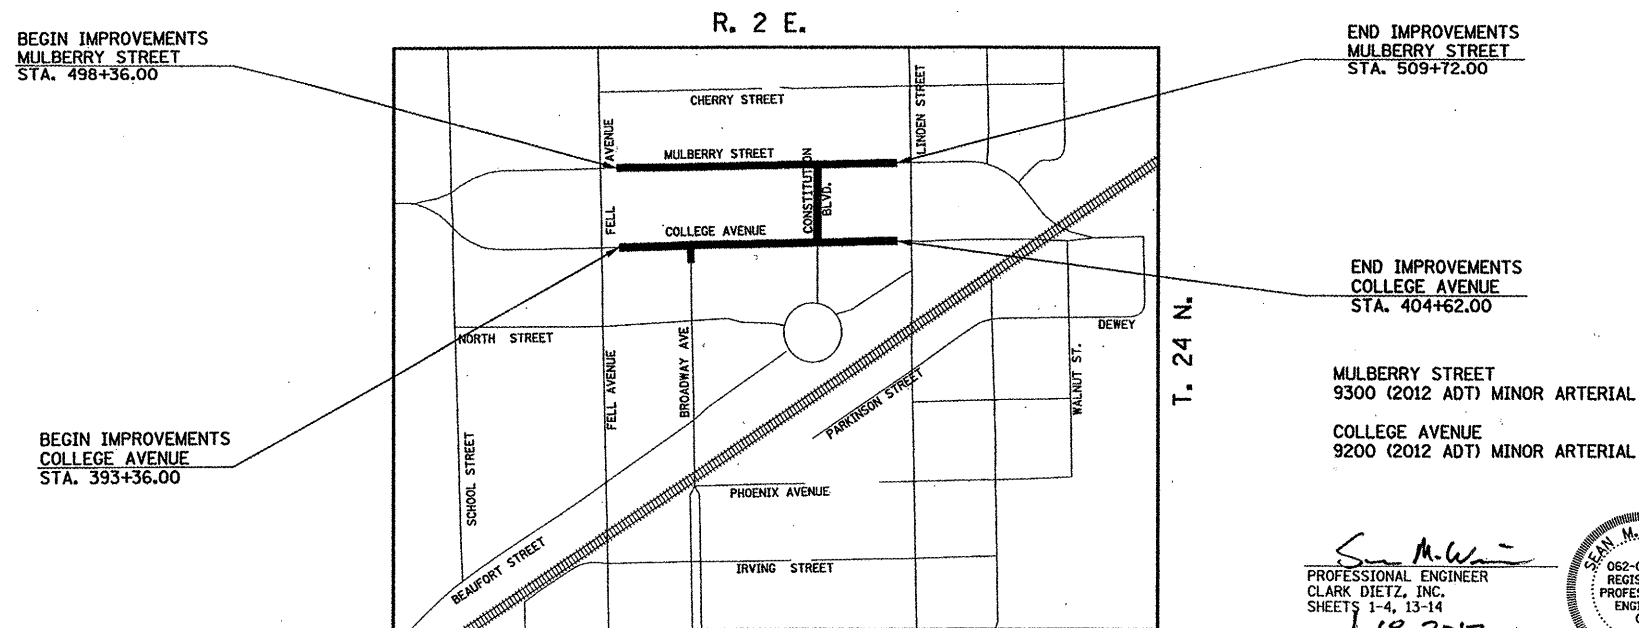 R. 2 E.
BEGIN IMPROVEMENTS
MULBERRY STREET
STA. 498+36.00
END IMPROVEMENTS
MULBERRY STREET
STA. 509+72.00
CHERRY STREET
LINDEN STREET
AVENUE
FELL
MULBERRY STREET
CONSTITUTION
BLVD.
COLLEGE AVENUE
END IMPROVEMENTS
COLLEGE AVENUE
STA. 404+62.00
T. 24 N.
NORTH STREET
DEWEY
FELL AVENUE
BROADWAY AVE
WALNUT ST.
PARKINSON STREET
MULBERRY STREET
9300 (2012 ADT) MINOR ARTERIAL
COLLEGE AVENUE
9200 (2012 ADT) MINOR ARTERIAL
BEGIN IMPROVEMENTS
COLLEGE AVENUE
STA. 393+36.00
SCHOOL STREET
PHOENIX AVENUE
BEAUFORT STREET
IRVING STREET
PROFESSIONAL ENGINEER
CLARK DIETZ, INC.
SHEETS 1-4, 13-14
SEAN M.